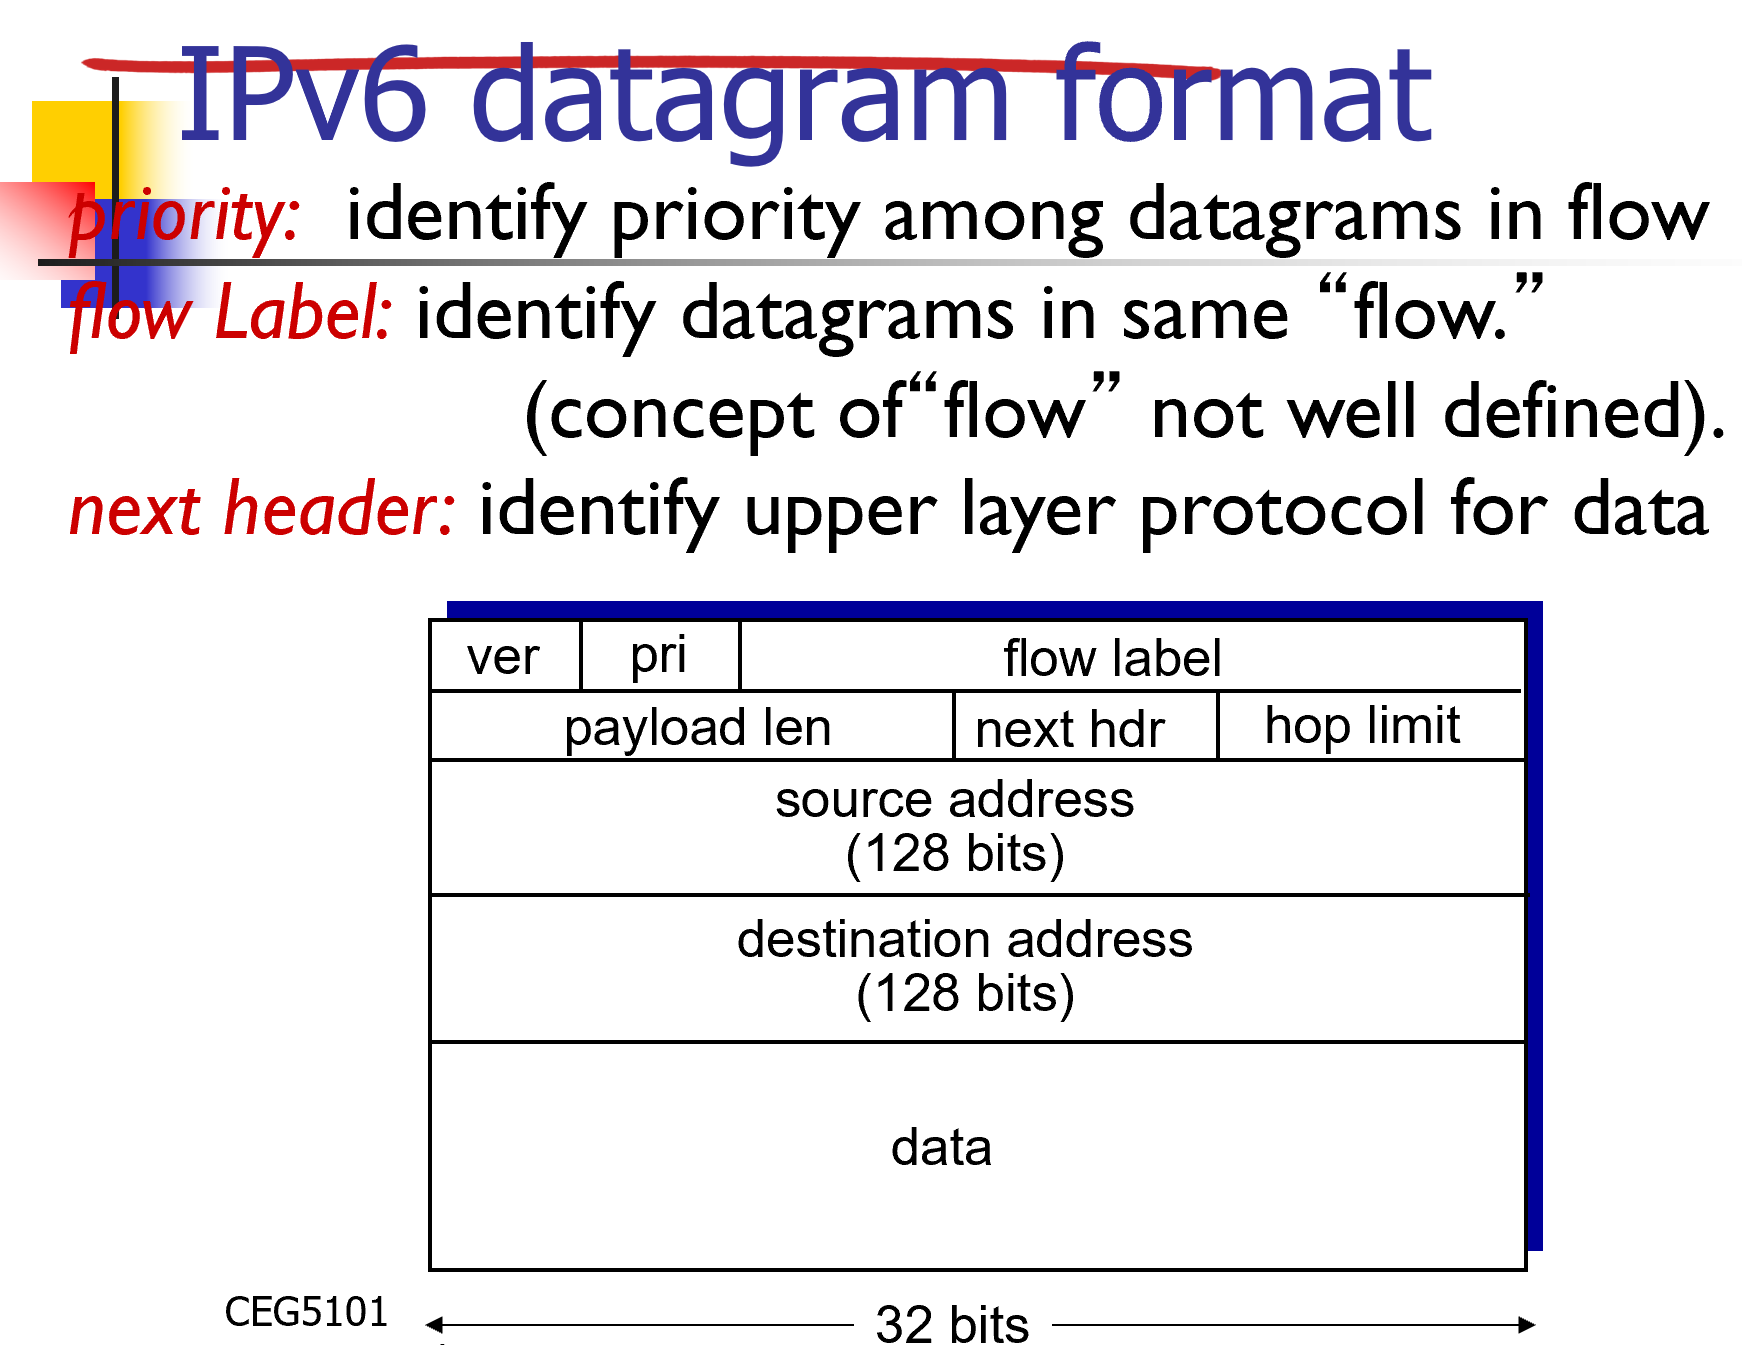 IPv6 datagram format
priority: identify priority among datagrams in flow
flow Label: identify datagrams in same “flow.”
(concept of“flow” not well defined).
next header: identify upper layer protocol for data
ver pri flow label
payload len next hdr hop limit
source address
(128 bits)
destination address
(128 bits)
data
CEG5101
32 bits